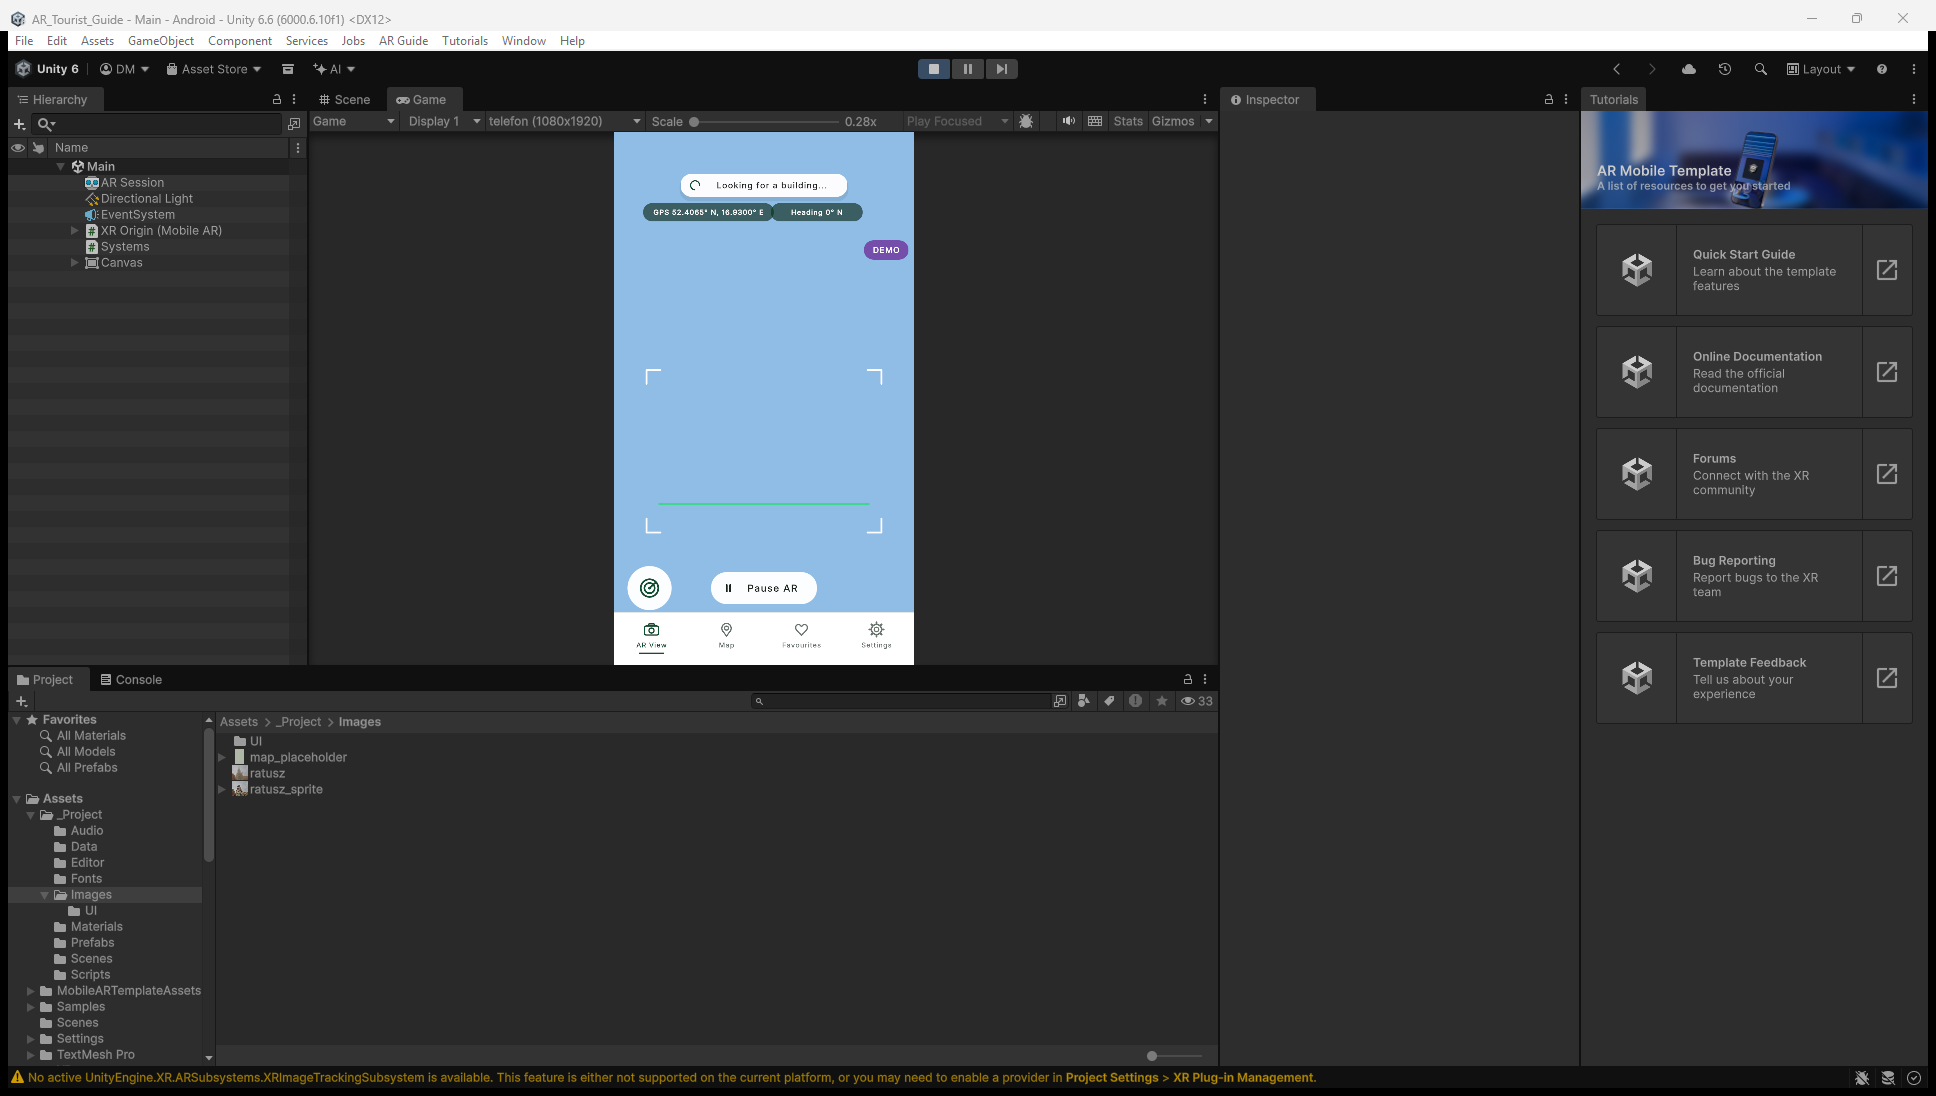 AR_Tourist_Guide - Main - Android - Unity 6.6 (6000.6.10f1) <DX12>
File Edit Assets GameObject Component Services Jobs AR Guide Tutorials Window Help
Unity 6 DM Asset Store AI Layout
Hierarchy
Name
Main
AR Session
Directional Light
EventSystem
XR Origin (Mobile AR)
Systems
Canvas
Scene Game
Game Display 1 telefon (1080x1920) Scale 0.28x Play Focused Stats Gizmos
Looking for a building...
GPS 52.4065° N, 16.9300° E Heading 0° N
DEMO
Pause AR
AR View Map Favourites Settings
Inspector
Tutorials
AR Mobile Template
A list of resources to get you started
Quick Start Guide
Learn about the template
features
Online Documentation
Read the official
documentation
Forums
Connect with the XR
community
Bug Reporting
Report bugs to the XR
team
Template Feedback
Tell us about your
experience
Project Console
33
Favorites
All Materials
All Models
All Prefabs
Assets
_Project
Audio
Data
Editor
Fonts
Images
UI
Materials
Prefabs
Scenes
Scripts
MobileARTemplateAssets
Samples
Scenes
Settings
TextMesh Pro
Assets > _Project > Images
UI
map_placeholder
ratusz
ratusz_sprite
No active UnityEngine.XR.ARSubsystems.XRImageTrackingSubsystem is available. This feature is either not supported on the current platform, or you may need to enable a provider in Project Settings > XR Plug-in Management.